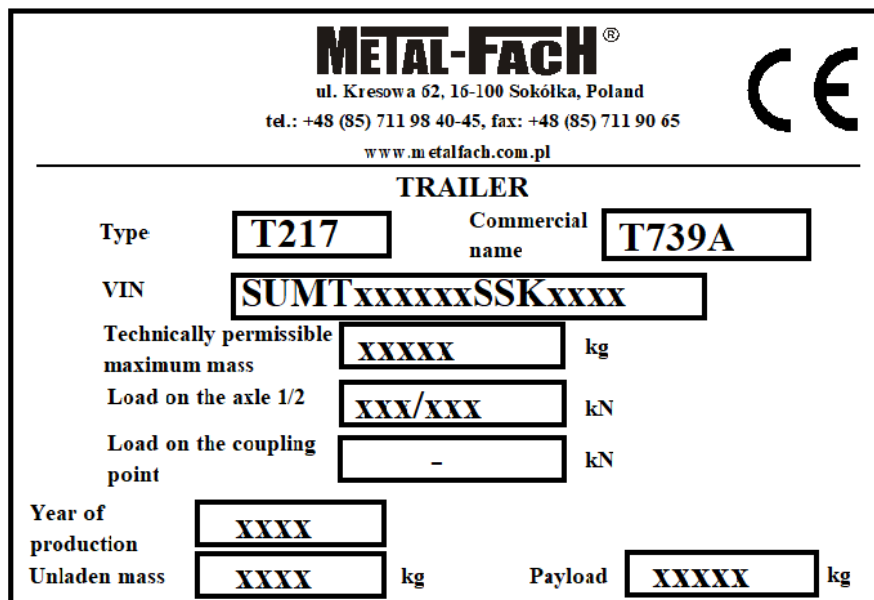 METAL-FACH®
ul. Kresowa 62, 16-100 Sokółka, Poland
tel.: +48 (85) 711 98 40-45, fax: +48 (85) 711 90 65
www.metalfach.com.pl
CE
TRAILER
Type T217 Commercial name T739A
VIN SUMTxxxxxxSSKxxxx
Technically permissible
maximum mass xxxxx kg
Load on the axle 1/2 xxx/xxx kN
Load on the coupling
point - kN
Year of
production xxxx
Unladen mass xxxx kg Payload xxxxx kg